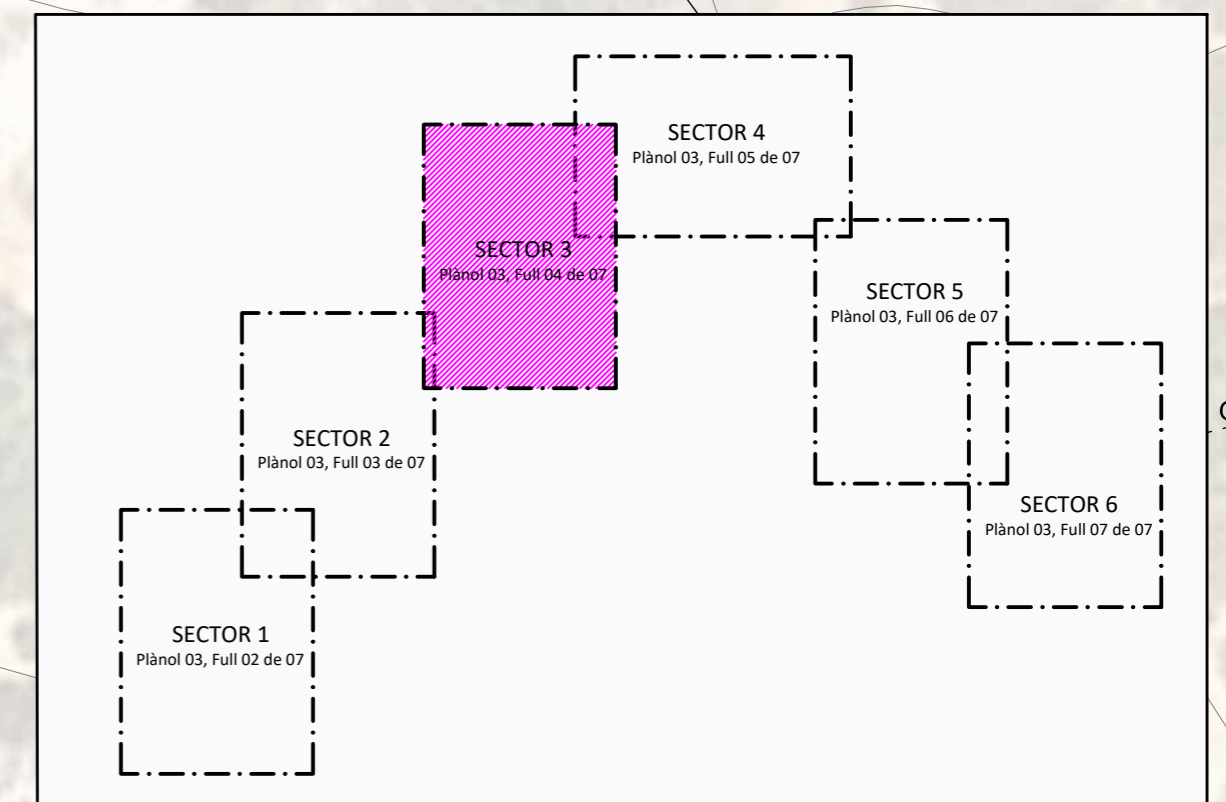 SECTOR 4
Plànol 03, Full 05 de 07
SECTOR 3
Plànol 03, Full 04 de 07
SECTOR 5
Plànol 03, Full 06 de 07
SECTOR 2
Plànol 03, Full 03 de 07
SECTOR 6
Plànol 03, Full 07 de 07
SECTOR 1
Plànol 03, Full 02 de 07